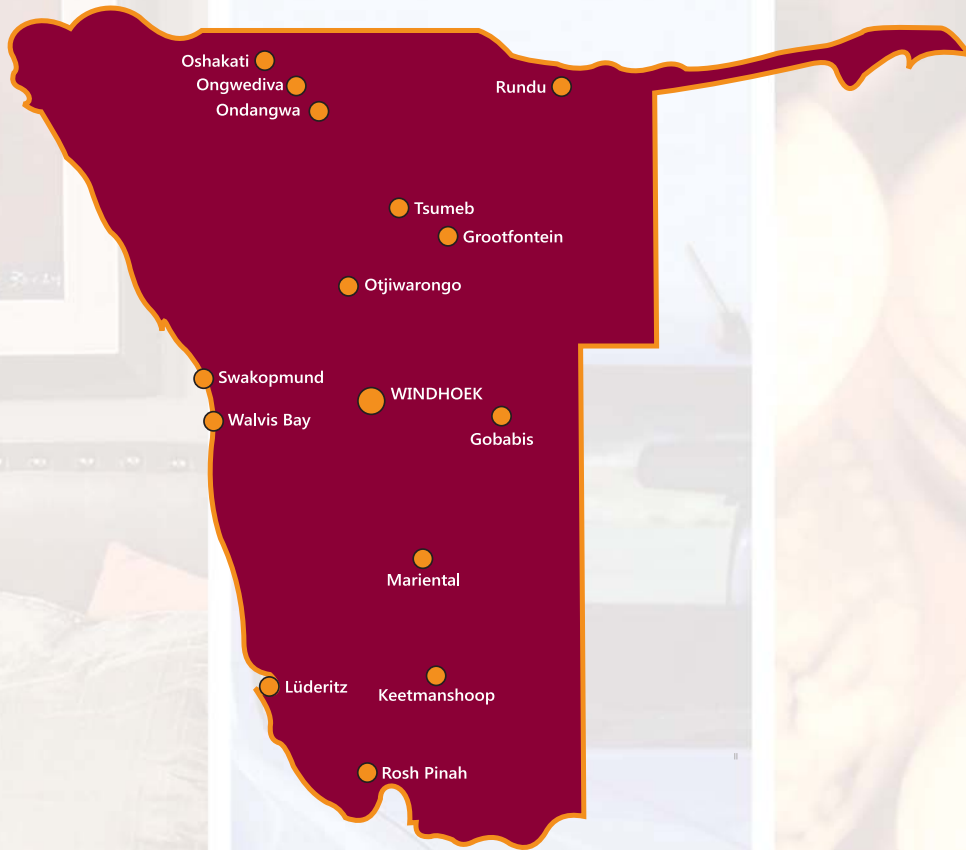 Oshakati
Ongwediva
Ondangwa
Rundu
Tsumeb
Grootfontein
Otjiwarongo
Swakopmund
WINDHOEK
Walvis Bay
Gobabis
Mariental
Lüderitz
Keetmanshoop
Rosh Pinah